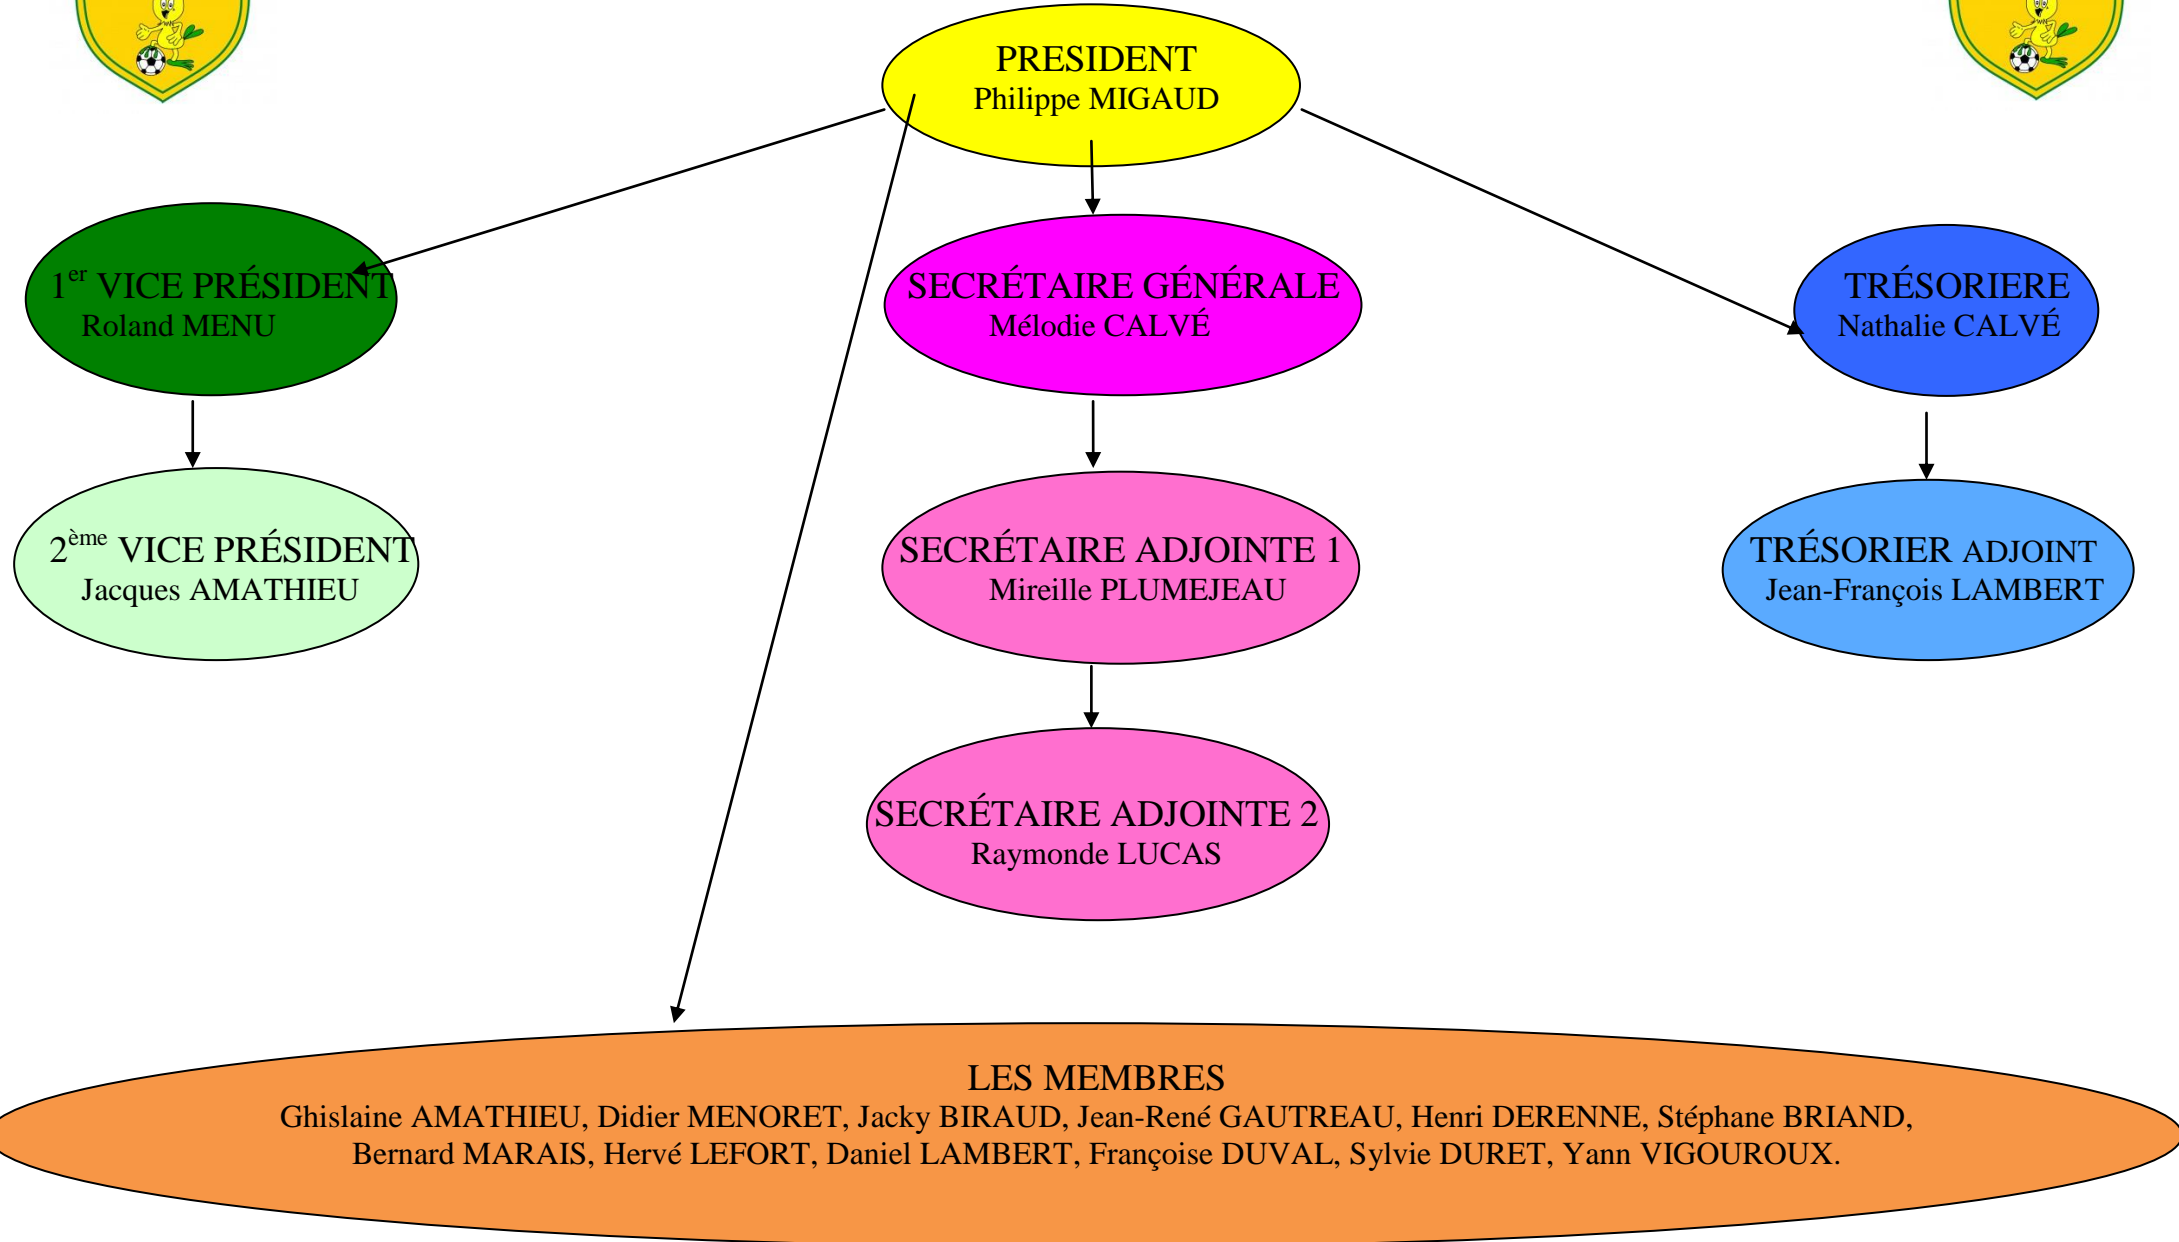 PRESIDENT
Philippe MIGAUD
1er VICE PRÉSIDENT
Roland MENU
SECRÉTAIRE GÉNÉRALE
Mélodie CALVÉ
TRÉSORIERE
Nathalie CALVÉ
2ème VICE PRÉSIDENT
Jacques AMATHIEU
SECRÉTAIRE ADJOINTE 1
Mireille PLUMEJEAU
TRÉSORIER ADJOINT
Jean-François LAMBERT
SECRÉTAIRE ADJOINTE 2
Raymonde LUCAS
LES MEMBRES
Ghislaine AMATHIEU, Didier MENORET, Jacky BIRAUD, Jean-René GAUTREAU, Henri DERENNE, Stéphane BRIAND,
Bernard MARAIS, Hervé LEFORT, Daniel LAMBERT, Françoise DUVAL, Sylvie DURET, Yann VIGOUROUX.